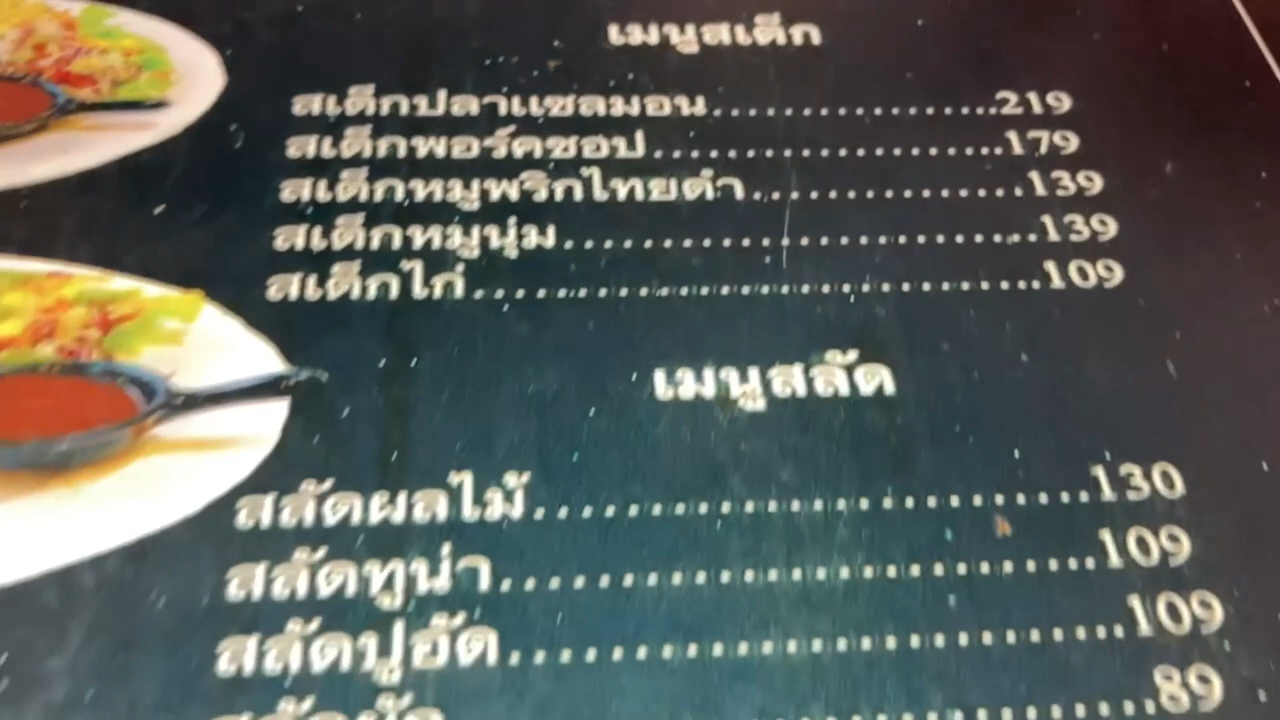 เมนูสเต็ก
สเต็กปลาแซลมอน.................219
สเต็กพอร์คชอป....................179
สเต็กหมูพริกไทยดำ...............139
สเต็กหมูนุ่ม..........................139
สเต็กไก่...............................109
เมนูสลัด
สลัดผลไม้..............................130
สลัดทูน่า................................109
สลัดปูอัด................................109
89